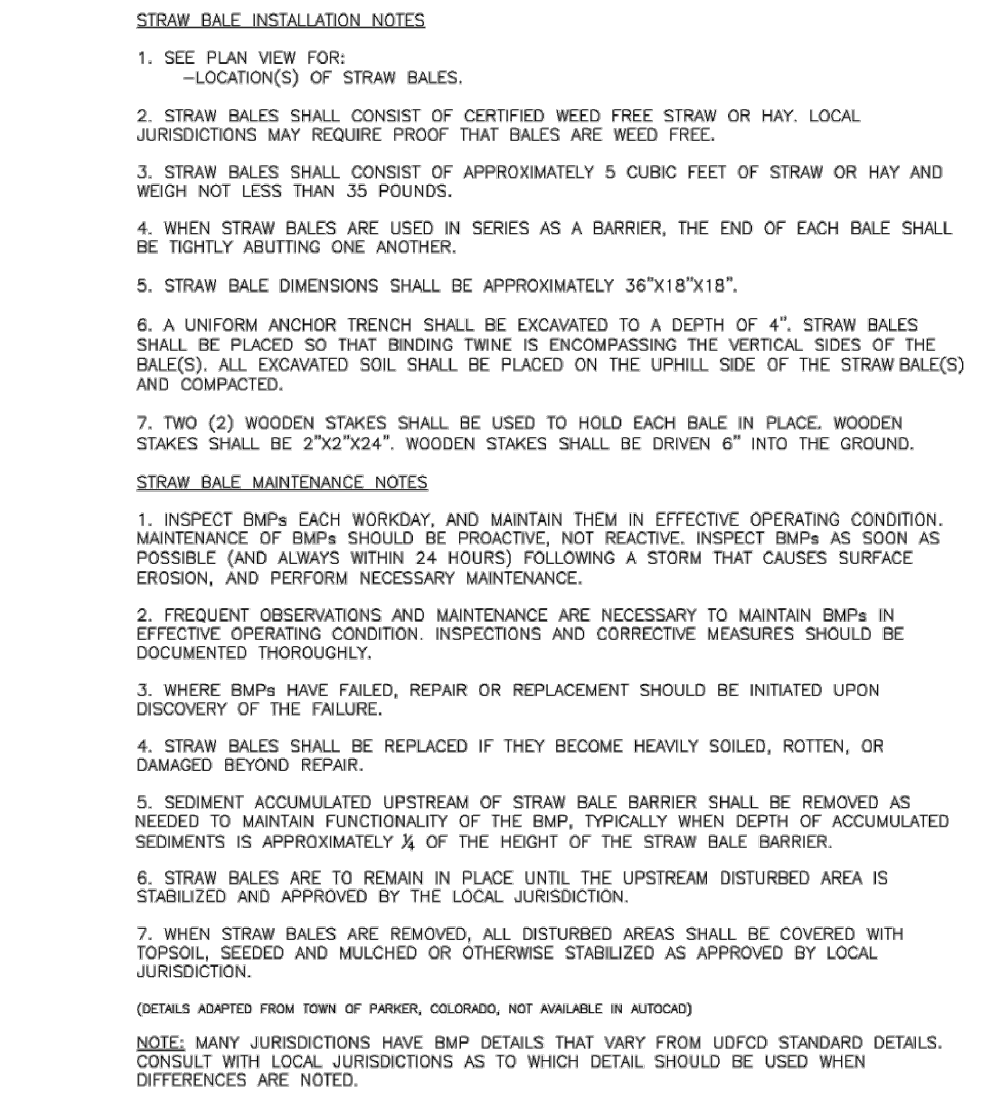 STRAW BALE INSTALLATION NOTES
1. SEE PLAN VIEW FOR:
-LOCATION(S) OF STRAW BALES.
2. STRAW BALES SHALL CONSIST OF CERTIFIED WEED FREE STRAW OR HAY. LOCAL
JURISDICTIONS MAY REQUIRE PROOF THAT BALES ARE WEED FREE.
3. STRAW BALES SHALL CONSIST OF APPROXIMATELY 5 CUBIC FEET OF STRAW OR HAY AND
WEIGH NOT LESS THAN 35 POUNDS.
4. WHEN STRAW BALES ARE USED IN SERIES AS A BARRIER, THE END OF EACH BALE SHALL
BE TIGHTLY ABUTTING ONE ANOTHER.
5. STRAW BALE DIMENSIONS SHALL BE APPROXIMATELY 36"X18"X18".
6. A UNIFORM ANCHOR TRENCH SHALL BE EXCAVATED TO A DEPTH OF 4". STRAW BALES
SHALL BE PLACED SO THAT BINDING TWINE IS ENCOMPASSING THE VERTICAL SIDES OF THE
BALE(S). ALL EXCAVATED SOIL SHALL BE PLACED ON THE UPHILL SIDE OF THE STRAW BALE(S)
AND COMPACTED.
7. TWO (2) WOODEN STAKES SHALL BE USED TO HOLD EACH BALE IN PLACE. WOODEN
STAKES SHALL BE 2"X2"X24". WOODEN STAKES SHALL BE DRIVEN 6" INTO THE GROUND.
STRAW BALE MAINTENANCE NOTES
1. INSPECT BMPs EACH WORKDAY, AND MAINTAIN THEM IN EFFECTIVE OPERATING CONDITION.
MAINTENANCE OF BMPs SHOULD BE PROACTIVE, NOT REACTIVE. INSPECT BMPs AS SOON AS
POSSIBLE (AND ALWAYS WITHIN 24 HOURS) FOLLOWING A STORM THAT CAUSES SURFACE
EROSION, AND PERFORM NECESSARY MAINTENANCE.
2. FREQUENT OBSERVATIONS AND MAINTENANCE ARE NECESSARY TO MAINTAIN BMPs IN
EFFECTIVE OPERATING CONDITION. INSPECTIONS AND CORRECTIVE MEASURES SHOULD BE
DOCUMENTED THOROUGHLY.
3. WHERE BMPs HAVE FAILED, REPAIR OR REPLACEMENT SHOULD BE INITIATED UPON
DISCOVERY OF THE FAILURE.
4. STRAW BALES SHALL BE REPLACED IF THEY BECOME HEAVILY SOILED, ROTTEN, OR
DAMAGED BEYOND REPAIR.
5. SEDIMENT ACCUMULATED UPSTREAM OF STRAW BALE BARRIER SHALL BE REMOVED AS
NEEDED TO MAINTAIN FUNCTIONALITY OF THE BMP, TYPICALLY WHEN DEPTH OF ACCUMULATED
SEDIMENTS IS APPROXIMATELY ¼ OF THE HEIGHT OF THE STRAW BALE BARRIER.
6. STRAW BALES ARE TO REMAIN IN PLACE UNTIL THE UPSTREAM DISTURBED AREA IS
STABILIZED AND APPROVED BY THE LOCAL JURISDICTION.
7. WHEN STRAW BALES ARE REMOVED, ALL DISTURBED AREAS SHALL BE COVERED WITH
TOPSOIL, SEEDED AND MULCHED OR OTHERWISE STABILIZED AS APPROVED BY LOCAL
JURISDICTION.
(DETAILS ADAPTED FROM TOWN OF PARKER, COLORADO, NOT AVAILABLE IN AUTOCAD)
NOTE: MANY JURISDICTIONS HAVE BMP DETAILS THAT VARY FROM UDFCD STANDARD DETAILS.
CONSULT WITH LOCAL JURISDICTIONS AS TO WHICH DETAIL SHOULD BE USED WHEN
DIFFERENCES ARE NOTED.